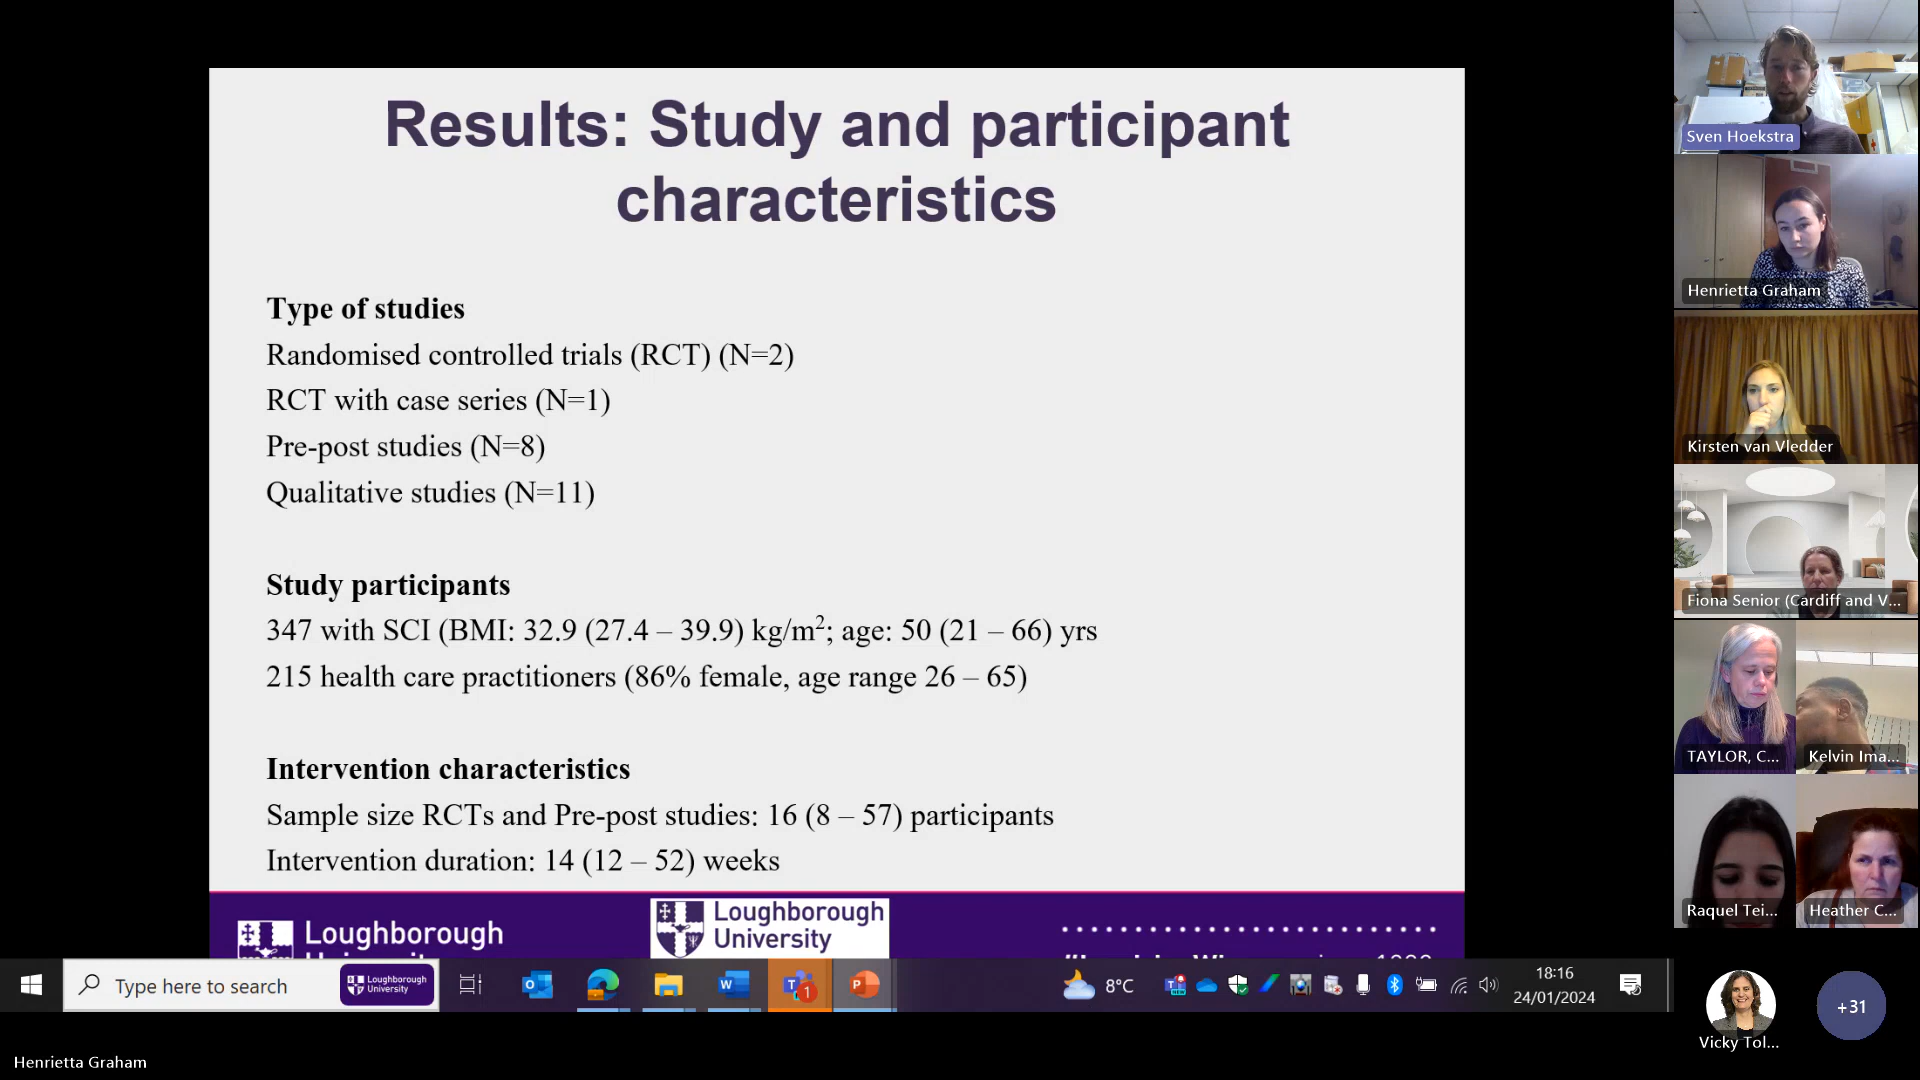 Results: Study and participant
characteristics
Type of studies
Randomised controlled trials (RCT) (N=2)
RCT with case series (N=1)
Pre-post studies (N=8)
Qualitative studies (N=11)
Study participants
347 with SCI (BMI: 32.9 (27.4 – 39.9) kg/m²; age: 50 (21 – 66) yrs
215 health care practitioners (86% female, age range 26 – 65)
Intervention characteristics
Sample size RCTs and Pre-post studies: 16 (8 – 57) participants
Intervention duration: 14 (12 – 52) weeks
Loughborough
Loughborough
University
Type here to search
Loughborough
University
1
8°C
18:16
24/01/2024
Henrietta Graham
Sven Hoekstra
Henrietta Graham
Kirsten van Vledder
Fiona Senior (Cardiff and V...
TAYLOR, C...
Kelvin Ima...
Raquel Tei...
Heather C...
Vicky Tol...
+31